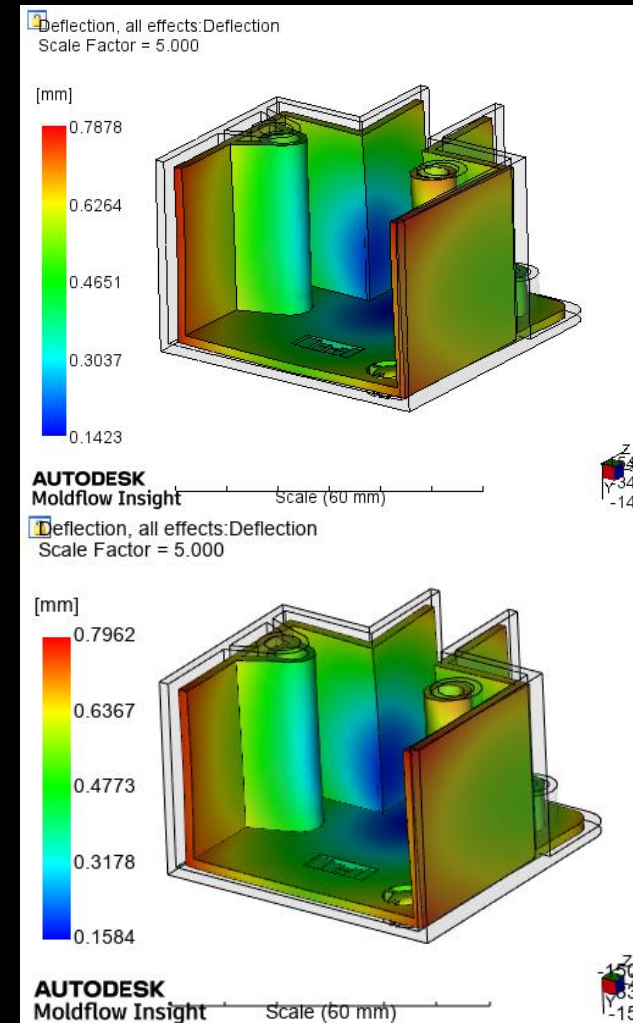 Deflection, all effects:Deflection
Scale Factor = 5.000
[mm]
0.7878
0.6264
0.4651
0.3037
0.1423
AUTODESK
Moldflow Insight
Scale (60 mm)
Z
Y
Deflection, all effects:Deflection
Scale Factor = 5.000
[mm]
0.7962
0.6367
0.4773
0.3178
0.1584
AUTODESK
Moldflow Insight
Scale (60 mm)
Z
Y